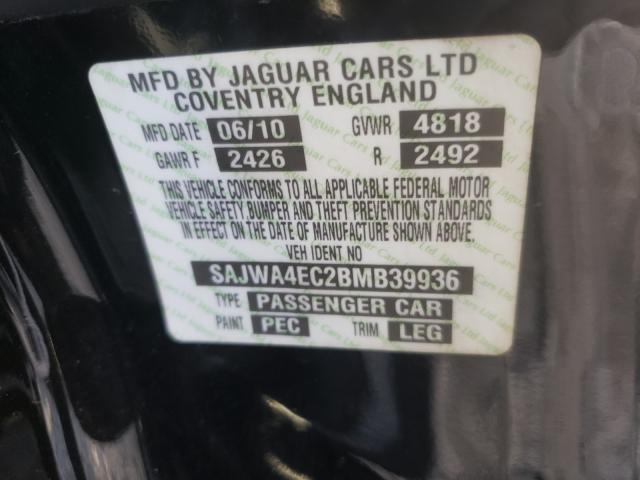 MFD BY JAGUAR CARS LTD
COVENTRY ENGLAND
MFD DATE 06/10 GVWR 4818
GAWR F 2426 R 2492
THIS VEHICLE CONFORMS TO ALL APPLICABLE FEDERAL MOTOR
VEHICLE SAFETY, BUMPER AND THEFT PREVENTION STANDARDS
IN EFFECT ON THE DATE OF MANUFACTURE SHOWN ABOVE.
VEH IDENT NO
SAJWA4EC2BMB39936
TYPE PASSENGER CAR
PAINT PEC TRIM LEG